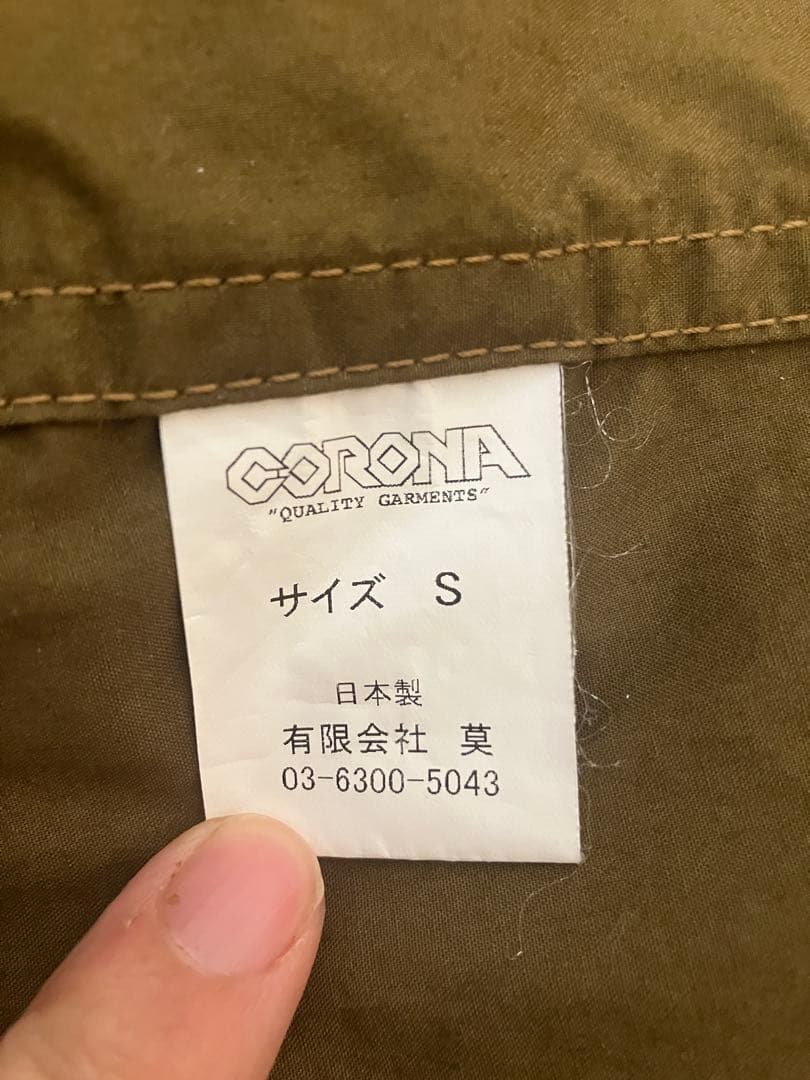 CORONA
"QUALITY GARMENTS"
サイズ S
日本製
有限会社 莫
03-6300-5043